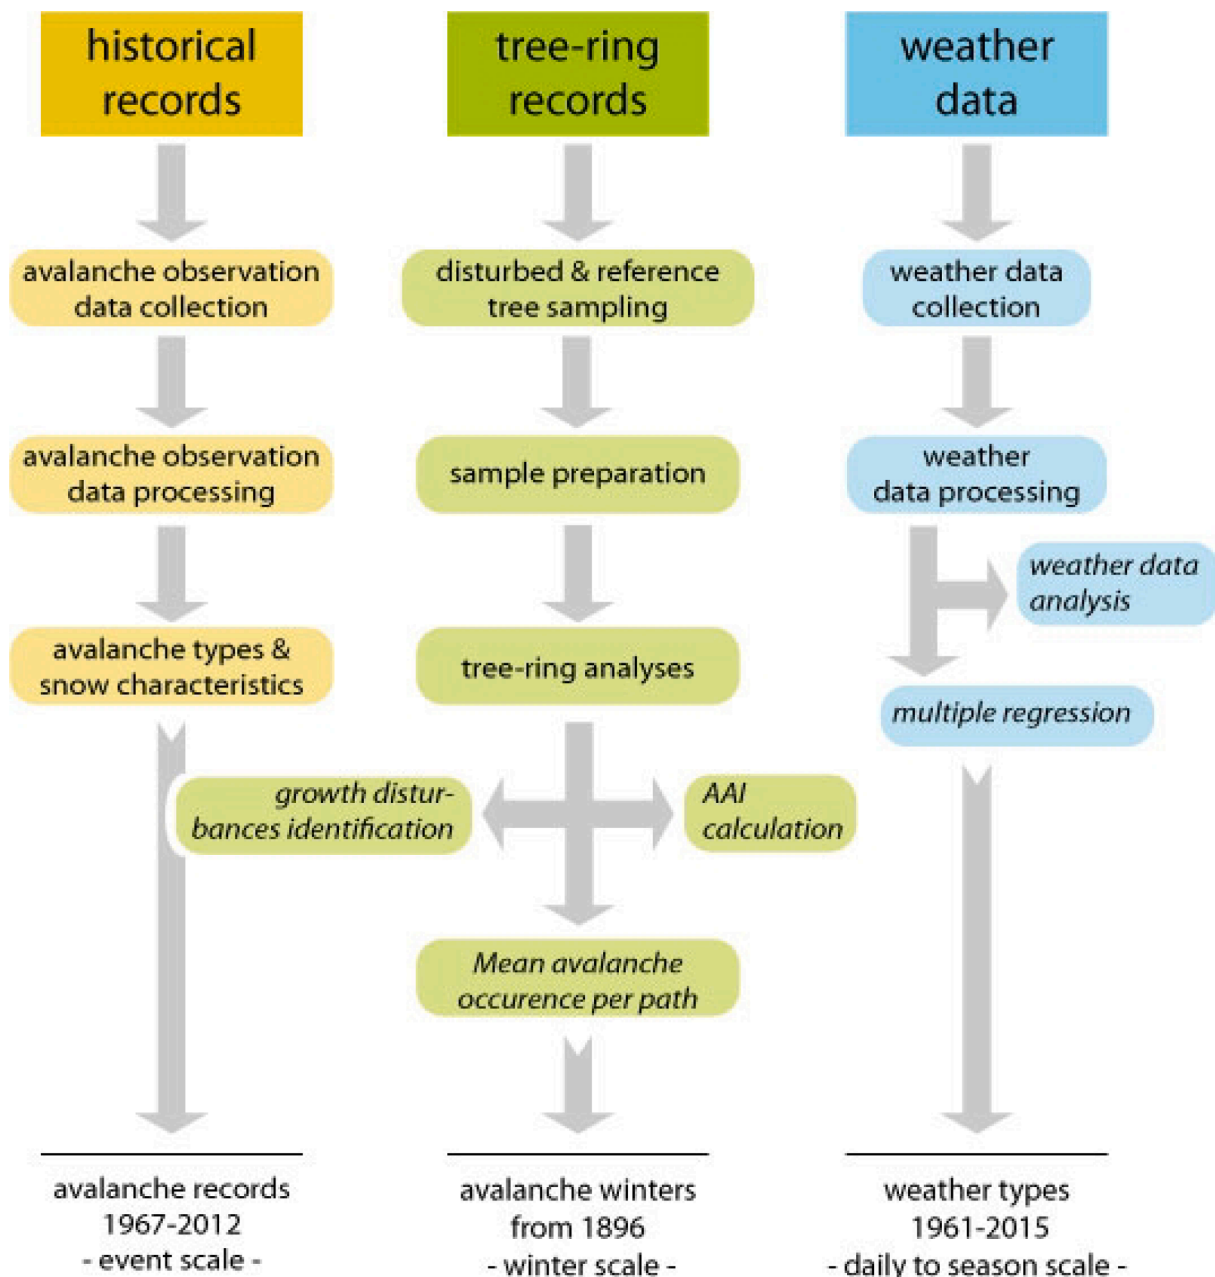 historical
records
tree-ring
records
weather
data
avalanche observation
data collection
disturbed & reference
tree sampling
weather data
collection
avalanche observation
data processing
sample preparation
weather
data processing
weather data
analysis
avalanche types &
snow characteristics
tree-ring analyses
multiple regression
growth distur-
bances identification
AAI
calculation
Mean avalanche
occurence per path
avalanche records
1967-2012
- event scale -
avalanche winters
from 1896
- winter scale -
weather types
1961-2015
- daily to season scale -